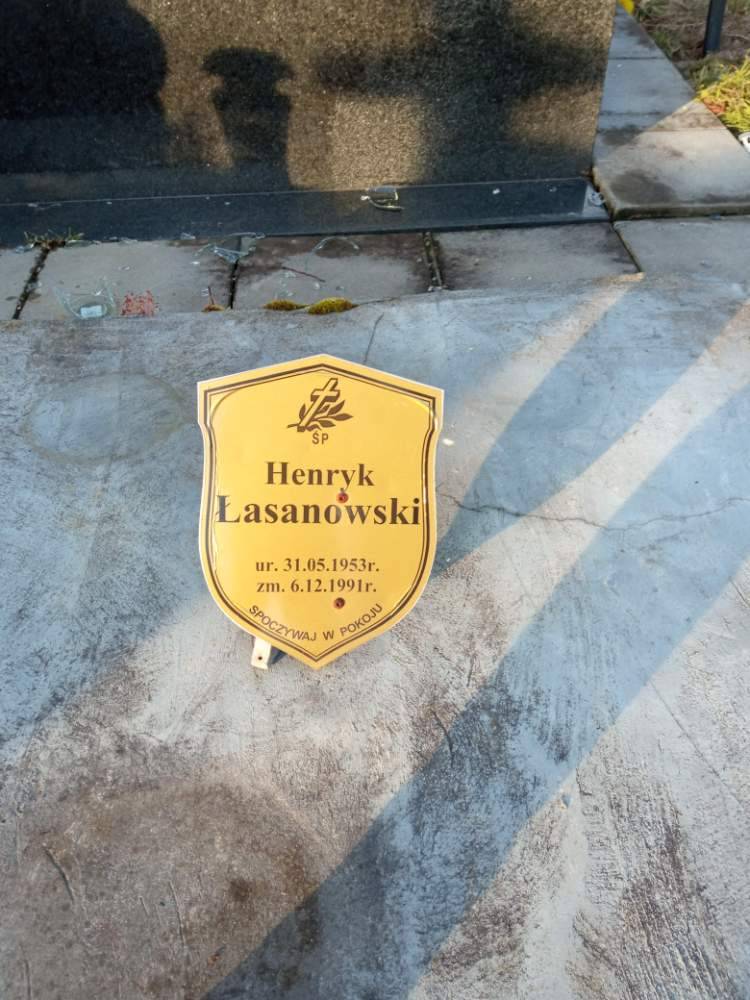 ŚP
Henryk
Łasanowski
ur. 31.05.1953r.
zm. 6.12.1991r.
SPOCZYWAJ W POKOJU